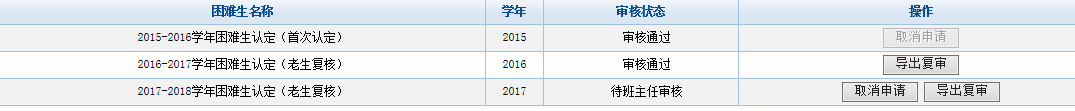 困难生名称 学年 审核状态 操作
2015-2016学年困难生认定（首次认定） 2015 审核通过 取消申请
2016-2017学年困难生认定（老生复核） 2016 审核通过 导出复审
2017-2018学年困难生认定（老生复核） 2017 待班主任审核 取消申请 导出复审